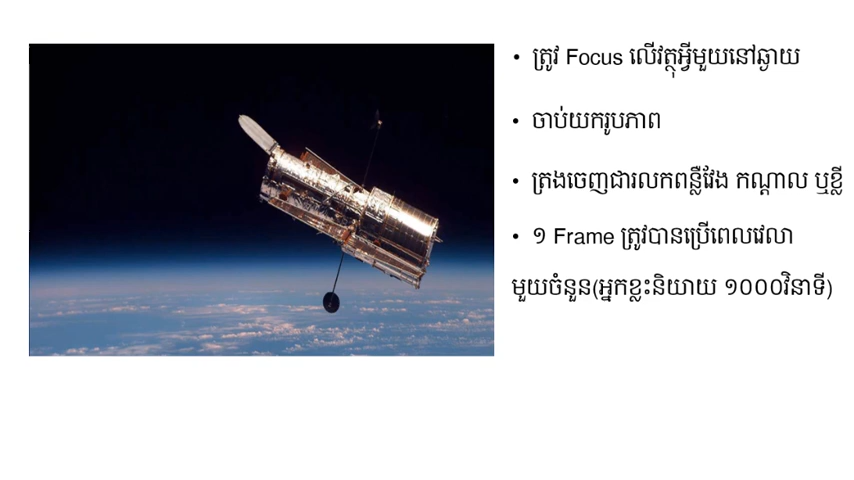 • ត្រូវ Focus លើវត្ថុអ្វីមួយនៅឆ្ងាយ
• ចាប់យករូបភាព
• ត្រងចេញជារលកពន្លឺវែង កណ្ដាល ឬខ្លី
• ១ Frame ត្រូវបានប្រើពេលវេលា
មួយចំនួន(អ្នកខ្លះនិយាយ ១០០០វិនាទី)